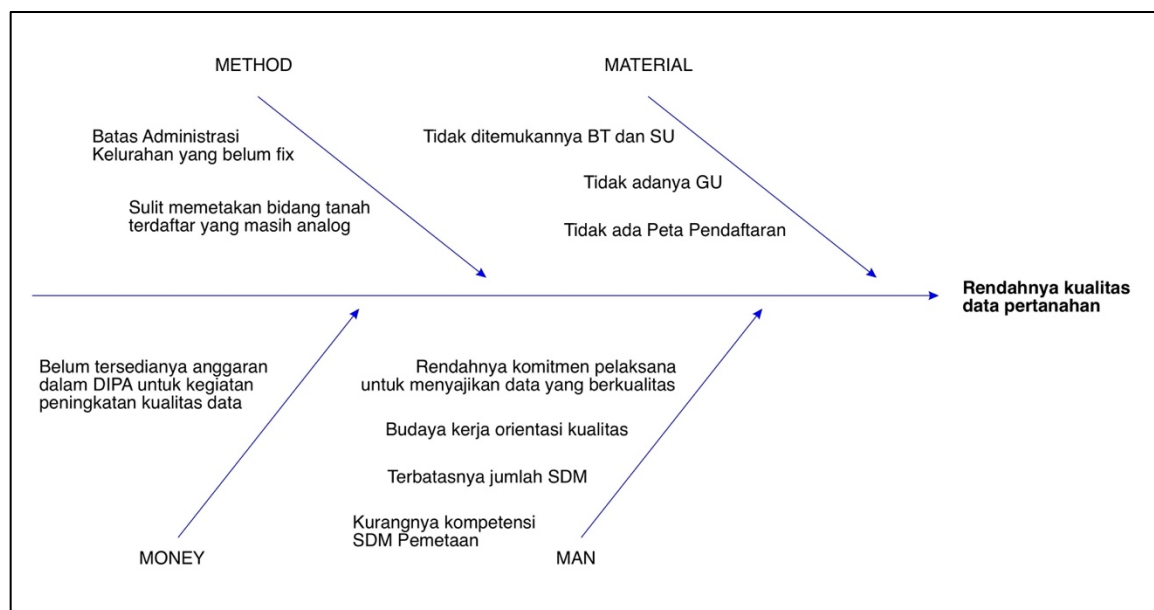 METHOD
MATERIAL
Batas Administrasi
Kelurahan yang belum fix
Sulit memetakan bidang tanah
terdaftar yang masih analog
Tidak ditemukannya BT dan SU
Tidak adanya GU
Tidak ada Peta Pendaftaran
Rendahnya kualitas
data pertanahan
Belum tersedianya anggaran
dalam DIPA untuk kegiatan
peningkatan kualitas data
Rendahnya komitmen pelaksana
untuk menyajikan data yang berkualitas
Budaya kerja orientasi kualitas
Terbatasnya jumlah SDM
Kurangnya kompetensi
SDM Pemetaan
MONEY
MAN